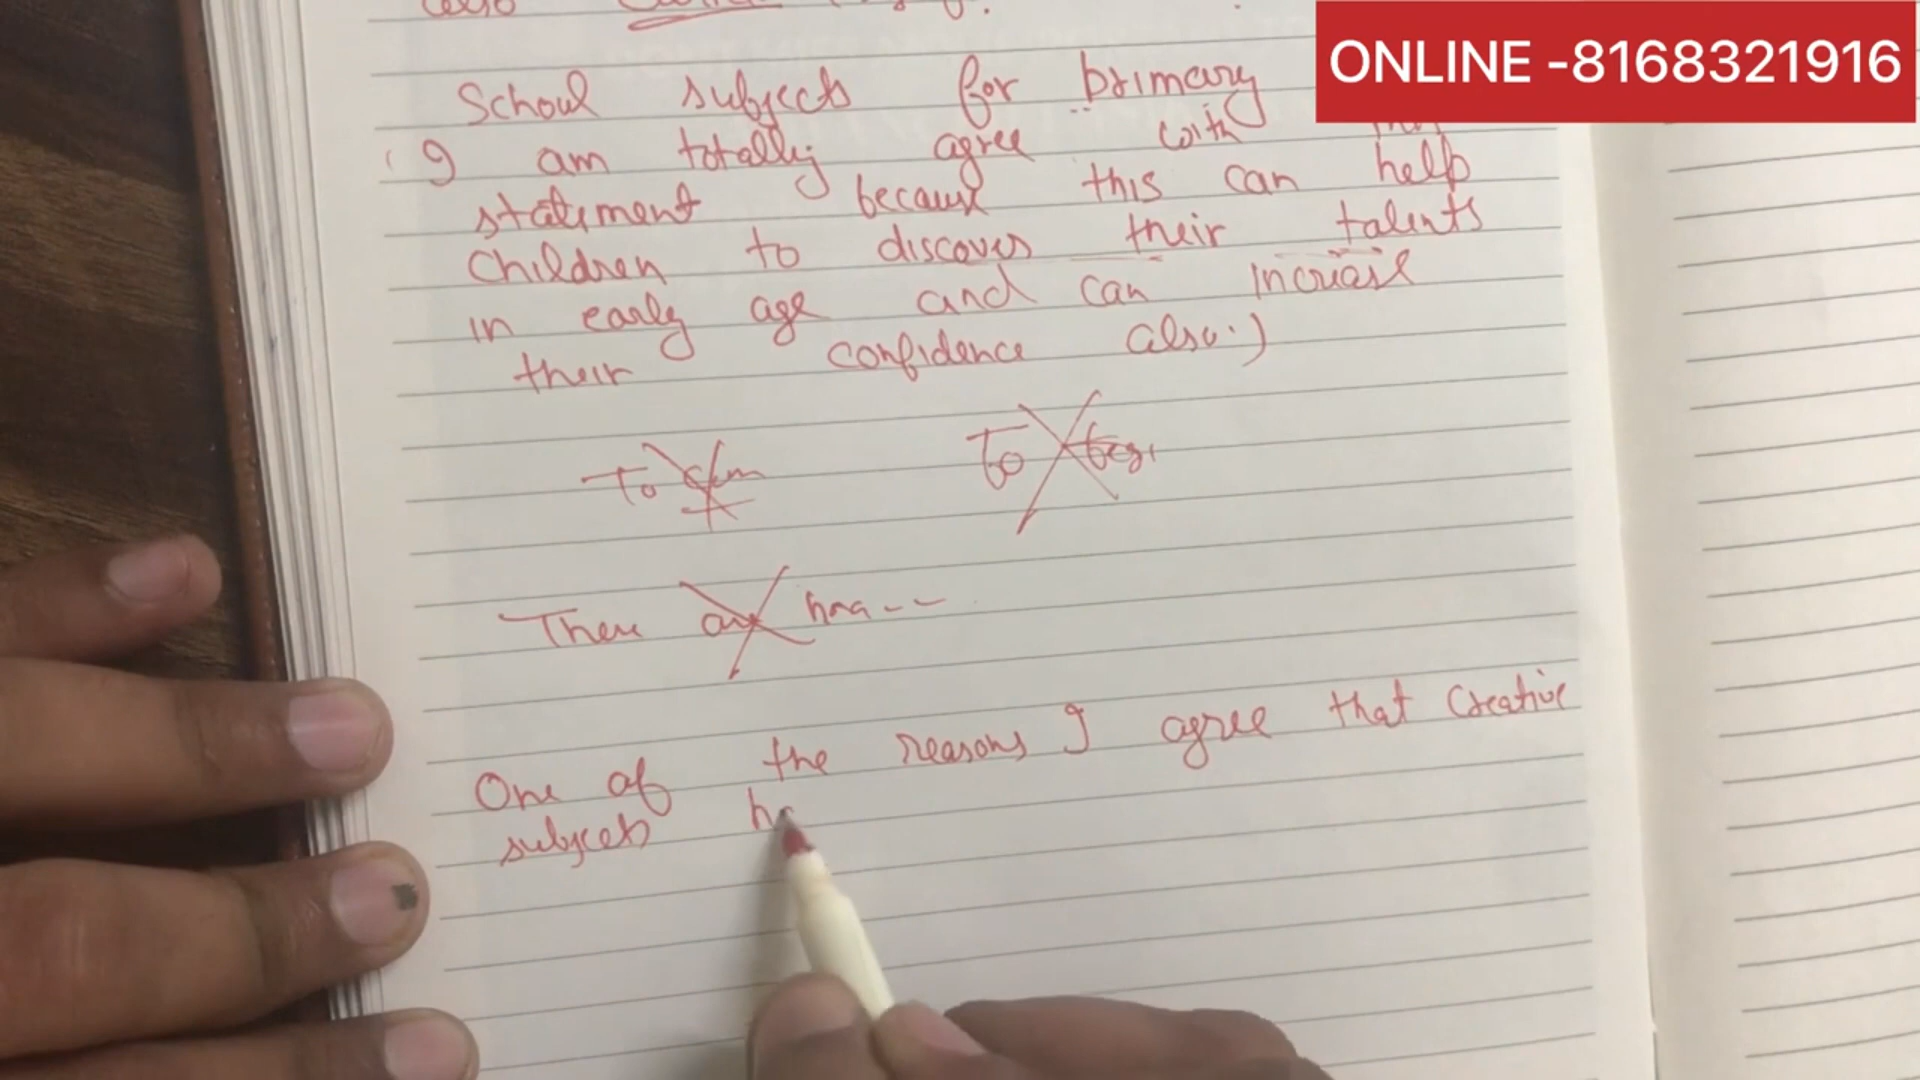 ONLINE -8168321916
School subjects for primary
(I am totally agree with
statement because this can help
Children to discover their talents
in early age and can increase
their confidence also.)
To
To
There are
One of the reasons I agree that creative
subjects